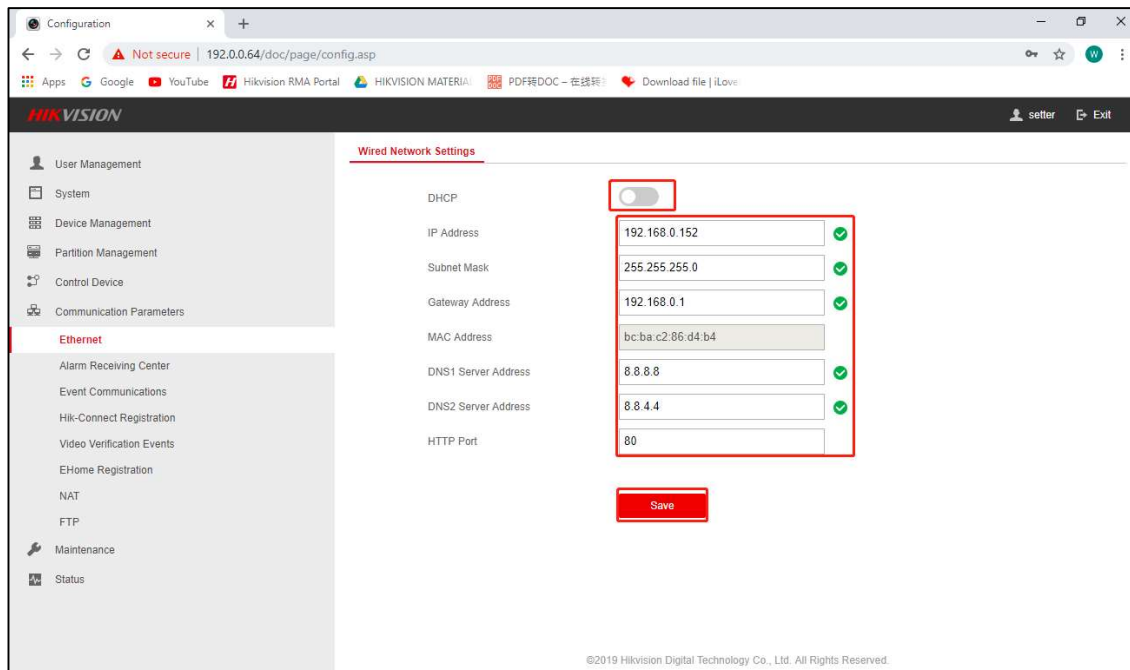 Configuration
Not secure | 192.0.0.64/doc/page/config.asp
W
Apps Google YouTube Hikvision RMA Portal HIKVISION MATERIAL PDF转DOC – 在线转 Download file | iLove
HIKVISION setter Exit
Wired Network Settings
User Management
System
Device Management
Partition Management
Control Device
Communication Parameters
Ethernet
Alarm Receiving Center
Event Communications
Hik-Connect Registration
Video Verification Events
EHome Registration
NAT
FTP
Maintenance
Status
DHCP
IP Address 192.168.0.152
Subnet Mask 255.255.255.0
Gateway Address 192.168.0.1
MAC Address bc:ba:c2:86:d4:b4
DNS1 Server Address 8.8.8.8
DNS2 Server Address 8.8.4.4
HTTP Port 80
Save
©2019 Hikvision Digital Technology Co., Ltd. All Rights Reserved.